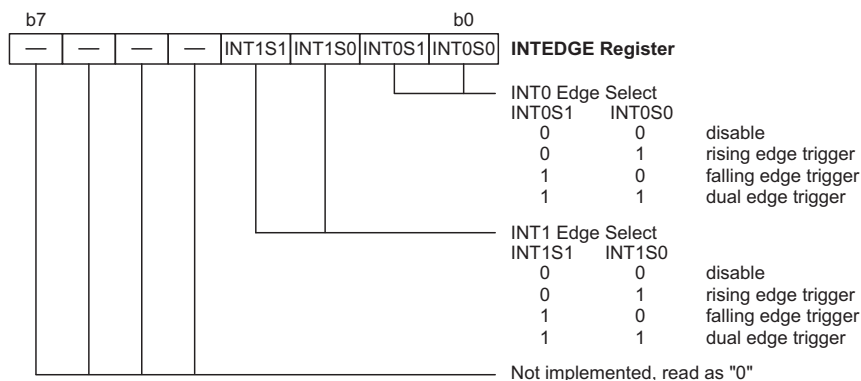 b7 b0
— — — — INT1S1 INT1S0 INT0S1 INT0S0 INTEDGE Register
INT0 Edge Select
INT0S1 INT0S0
0 0 disable
0 1 rising edge trigger
1 0 falling edge trigger
1 1 dual edge trigger
INT1 Edge Select
INT1S1 INT1S0
0 0 disable
0 1 rising edge trigger
1 0 falling edge trigger
1 1 dual edge trigger
Not implemented, read as "0"